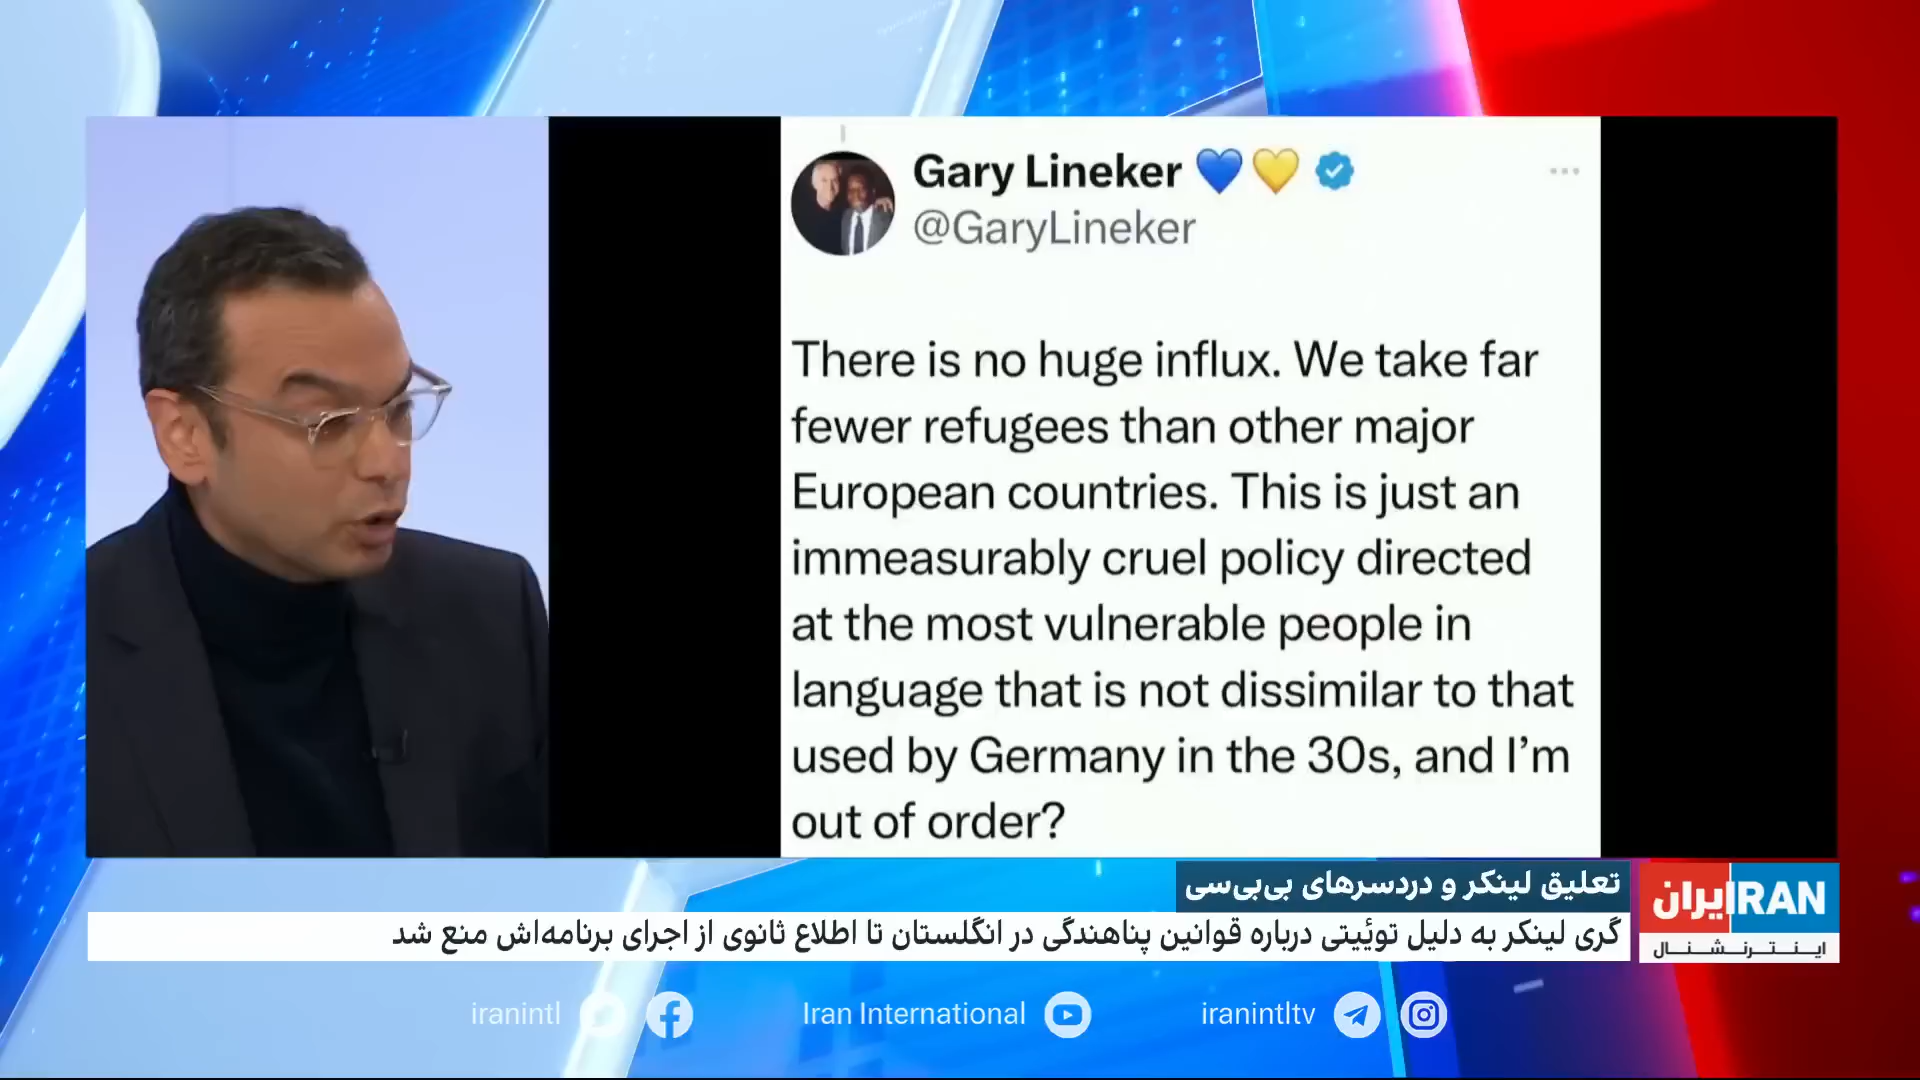 Gary Lineker 💙 💛
@GaryLineker
There is no huge influx. We take far
fewer refugees than other major
European countries. This is just an
immeasurably cruel policy directed
at the most vulnerable people in
language that is not dissimilar to that
used by Germany in the 30s, and I’m
out of order?
تعلیق لینکر و دردسرهای بی‌بی‌سی
گری لینکر به دلیل توئیتی درباره قوانین پناهندگی در انگلستان تا اطلاع ثانوی از اجرای برنامه‌اش منع شد
ایران IRAN
اینترنشنال
iranintl
Iran International
iranintltv